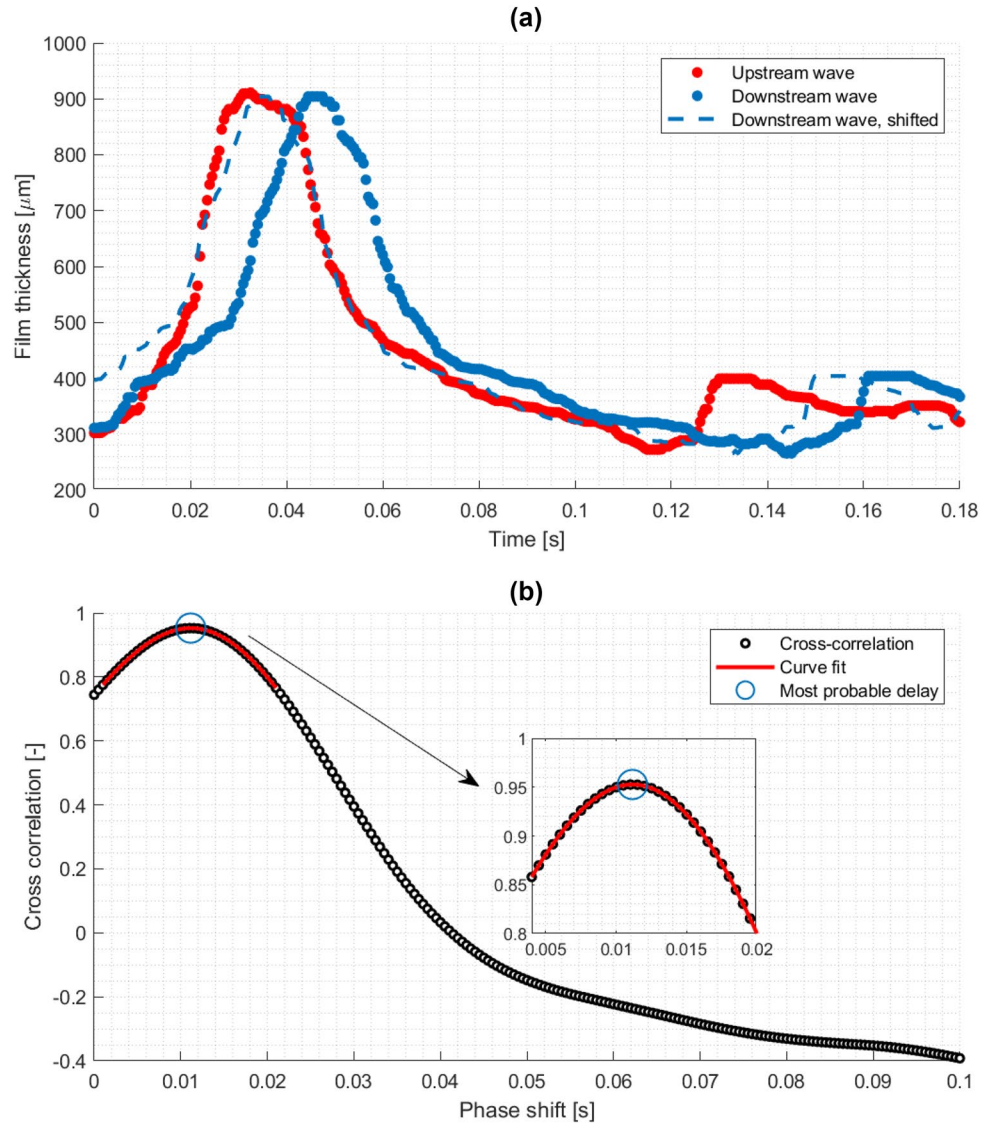 (a)
1000
900
800
700
600
500
400
300
200
Film thickness [μm]
Upstream wave
Downstream wave
Downstream wave, shifted
0 0.02 0.04 0.06 0.08 0.1 0.12 0.14 0.16 0.18
Time [s]
(b)
1
0.8
0.6
0.4
0.2
0
-0.2
-0.4
Cross correlation [-]
Cross-correlation
Curve fit
Most probable delay
1
0.95
0.9
0.85
0.8
0.005 0.01 0.015 0.02
0 0.01 0.02 0.03 0.04 0.05 0.06 0.07 0.08 0.09 0.1
Phase shift [s]